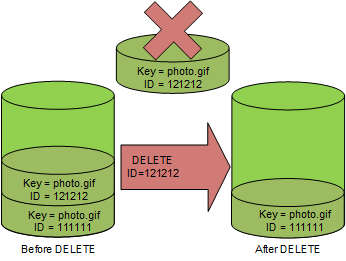 Key = photo.gif
ID = 121212
Key = photo.gif
ID = 121212
Key = photo.gif
ID = 111111
DELETE
ID=121212
Key = photo.gif
ID = 111111
Before DELETE
After DELETE